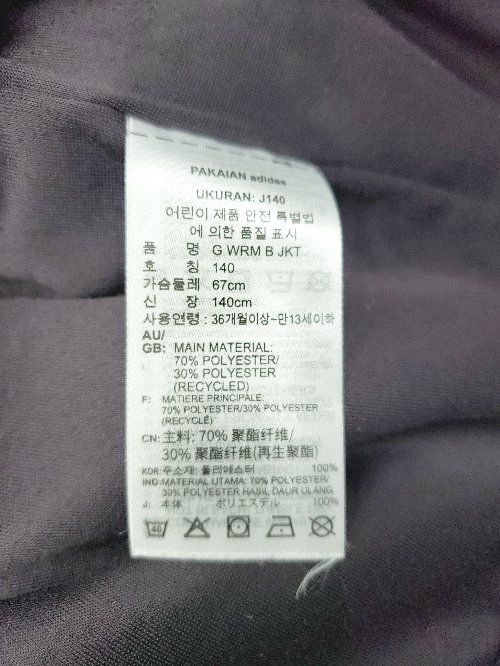 PAKAIAN adidas
UKURAN: J140
어린이 제품 안전 특별법
에 의한 품질 표시
품 명 G WRM B JKT
호 칭 140
가슴둘레 67cm
신 장 140cm
사용연령 : 36개월이상~만13세이하
AU/
GB: MAIN MATERIAL:
70% POLYESTER/
30% POLYESTER
(RECYCLED)
F: MATIERE PRINCIPALE:
70% POLYESTER/30% POLYESTER
(RECYCLÉ)
CN: 主料: 70% 聚酯纤维/
30% 聚酯纤维(再生聚酯)
KOR: 주소재: 폴리에스터 100%
IND: MATERIAL UTAMA: 70% POLYESTER/
30% POLYESTER HASIL DAUR ULANG
J: 本体 ポリエステル 100%
40